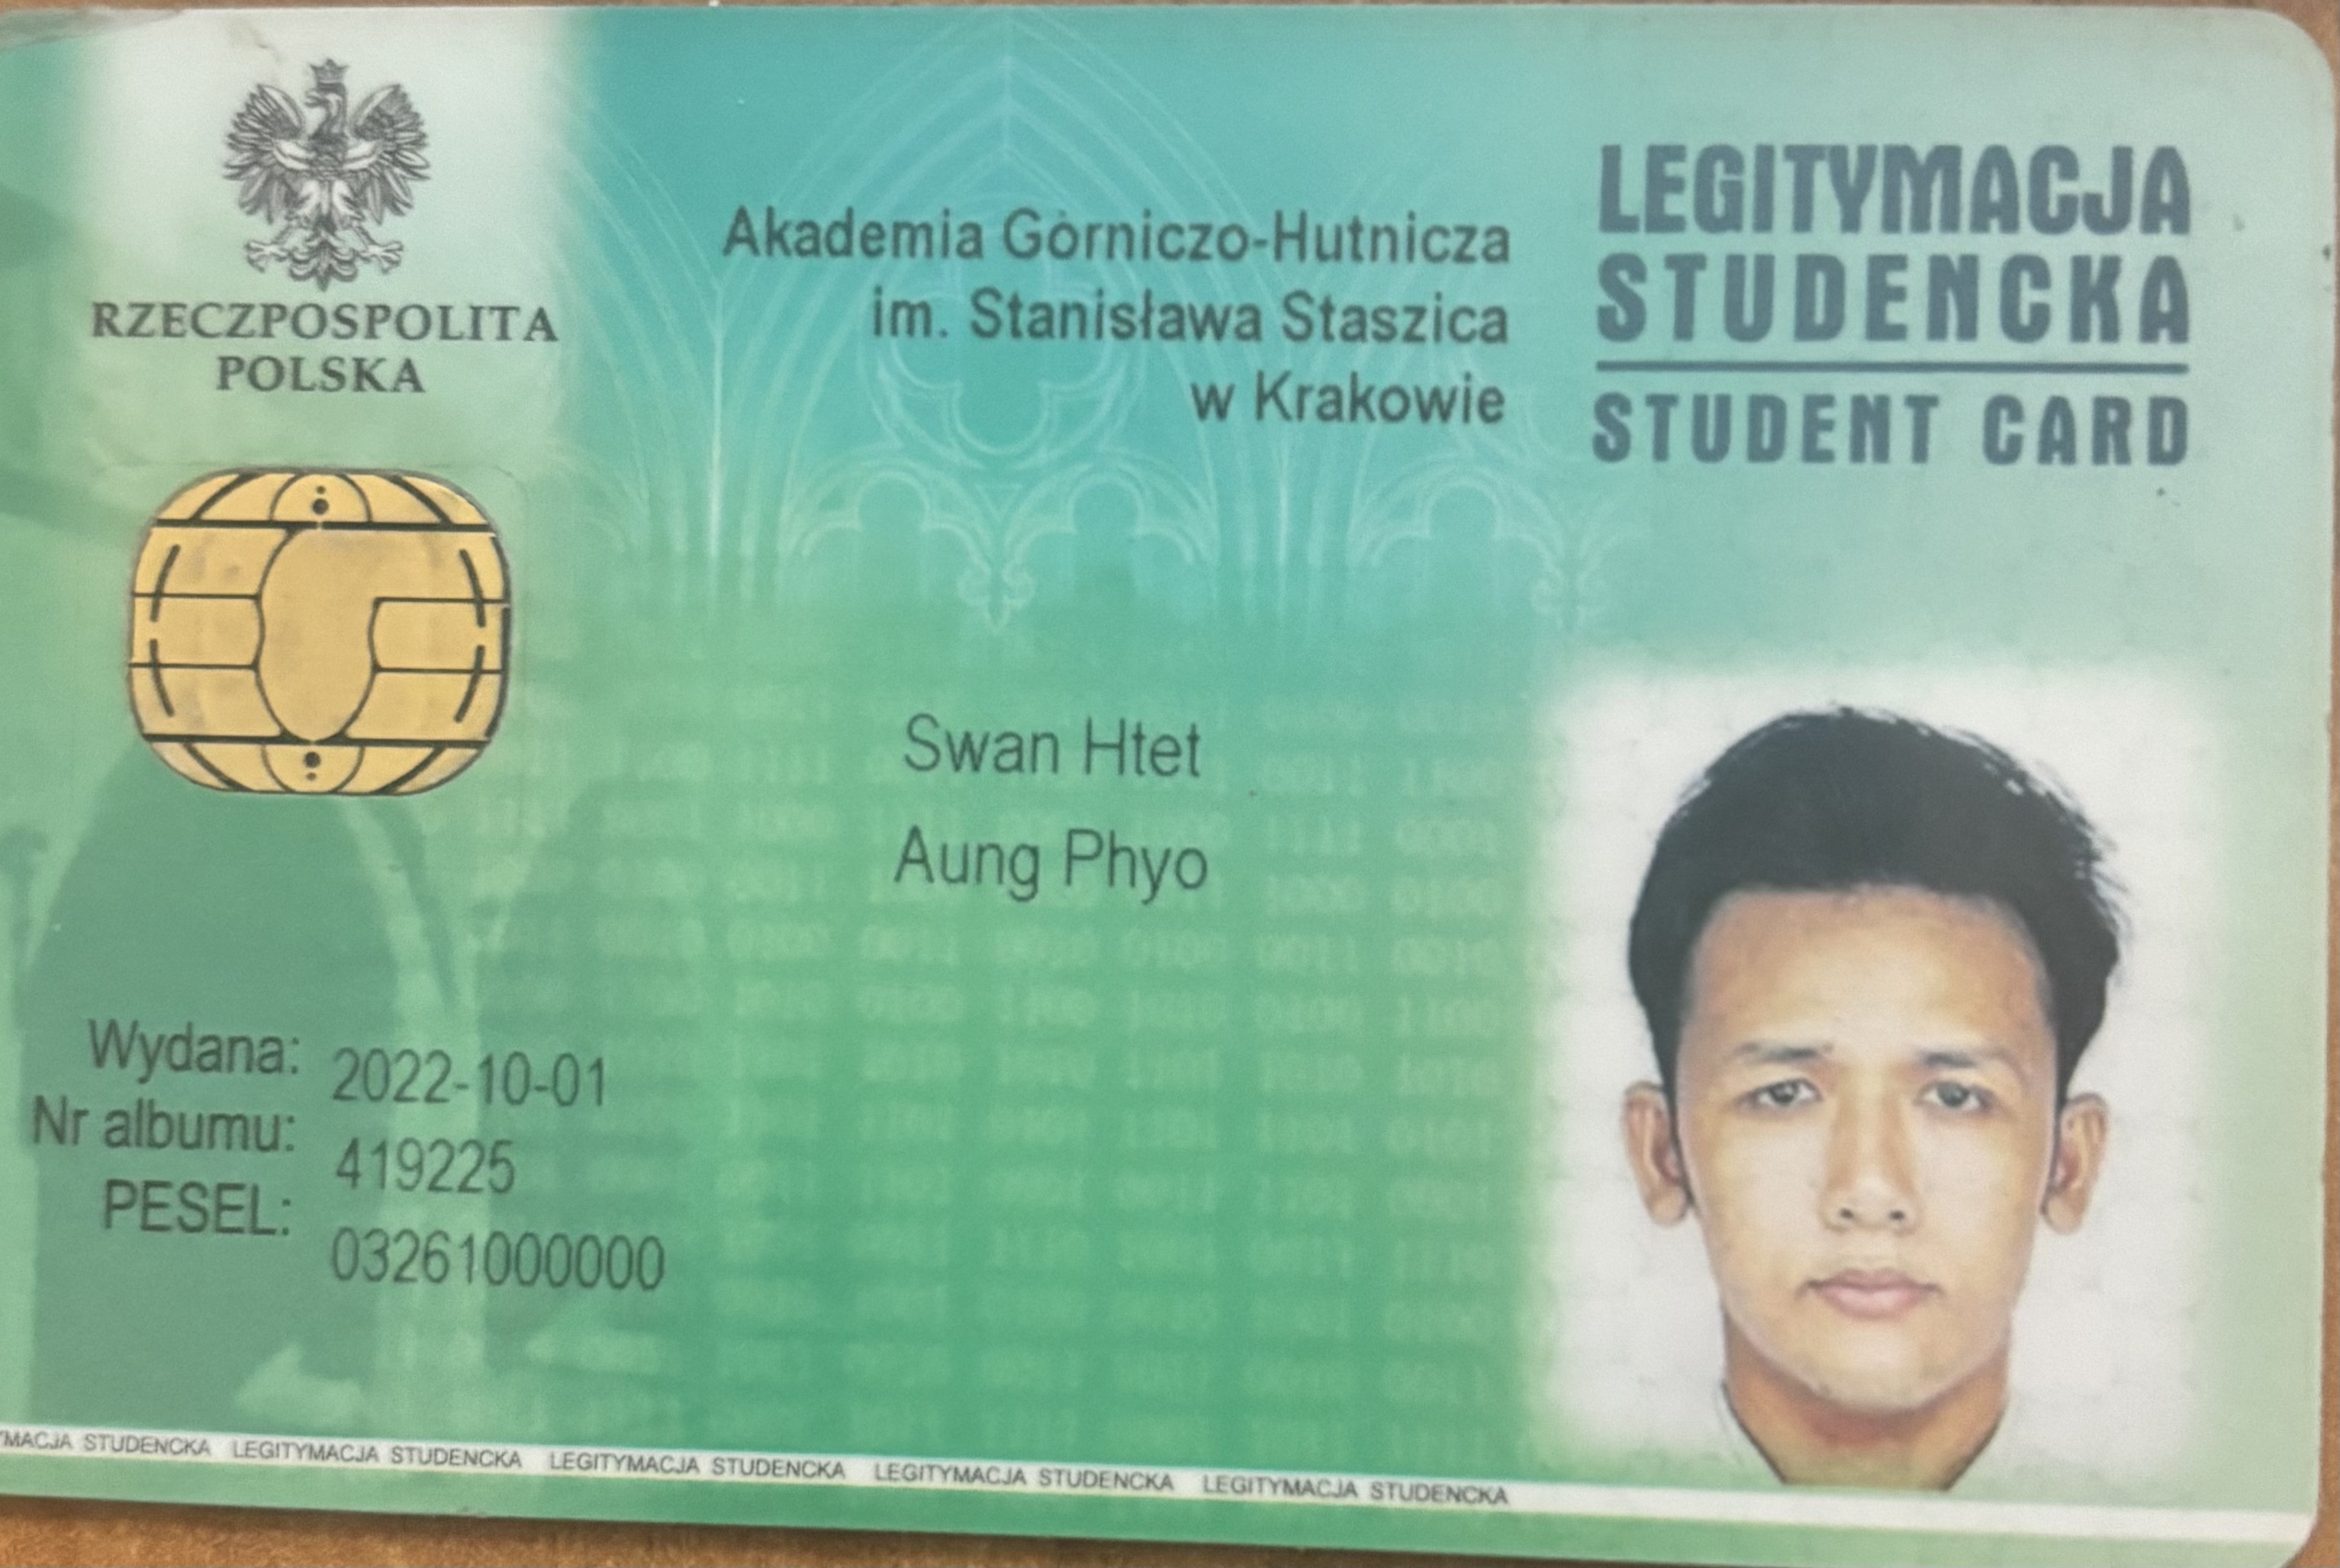 RZECZPOSPOLITA
POLSKA
Akademia Górniczo-Hutnicza
im. Stanisława Staszica
w Krakowie
LEGITYMACJA
STUDENCKA
STUDENT CARD
Swan Htet
Aung Phyo
Wydana: 2022-10-01
Nr albumu: 419225
PESEL: 03261000000
YMACJA STUDENCKA LEGITYMACJA STUDENCKA LEGITYMACJA STUDENCKA LEGITYMACJA STUDENCKA LEGITYMACJA STUDENCKA